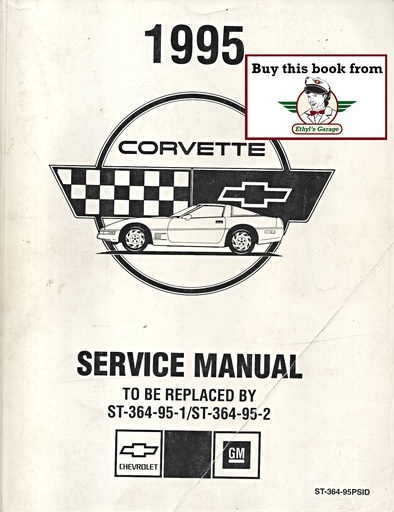 1995
Buy this book from
Ethyl's Garage
CORVETTE
SERVICE MANUAL
TO BE REPLACED BY
ST-364-95-1/ST-364-95-2
CHEVROLET
GM
ST-364-95PSID